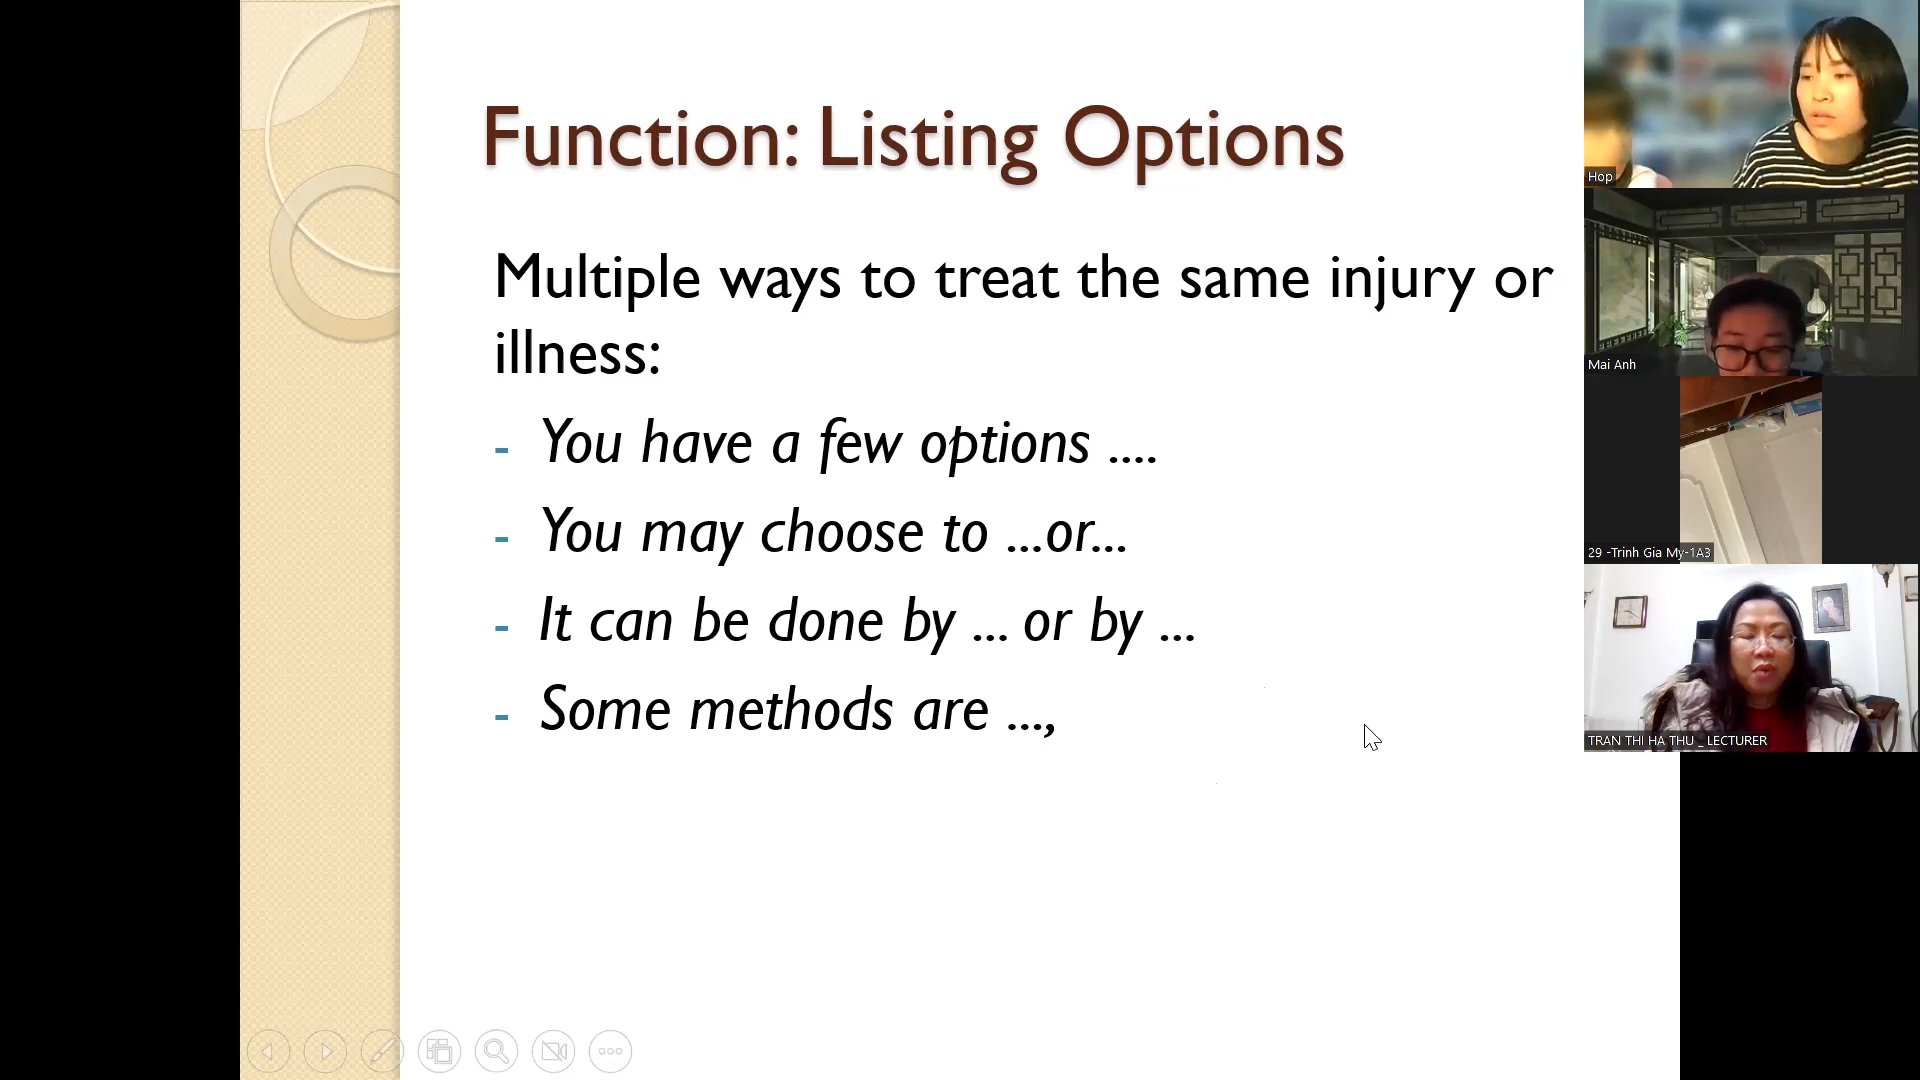 Function: Listing Options
Multiple ways to treat the same injury or
illness:
- You have a few options ....
- You may choose to ...or...
- It can be done by ... or by ...
- Some methods are ...,
Hop
Mai Anh
29 -Trinh Gia My-1A3
TRAN THI HA THU _ LECTURER